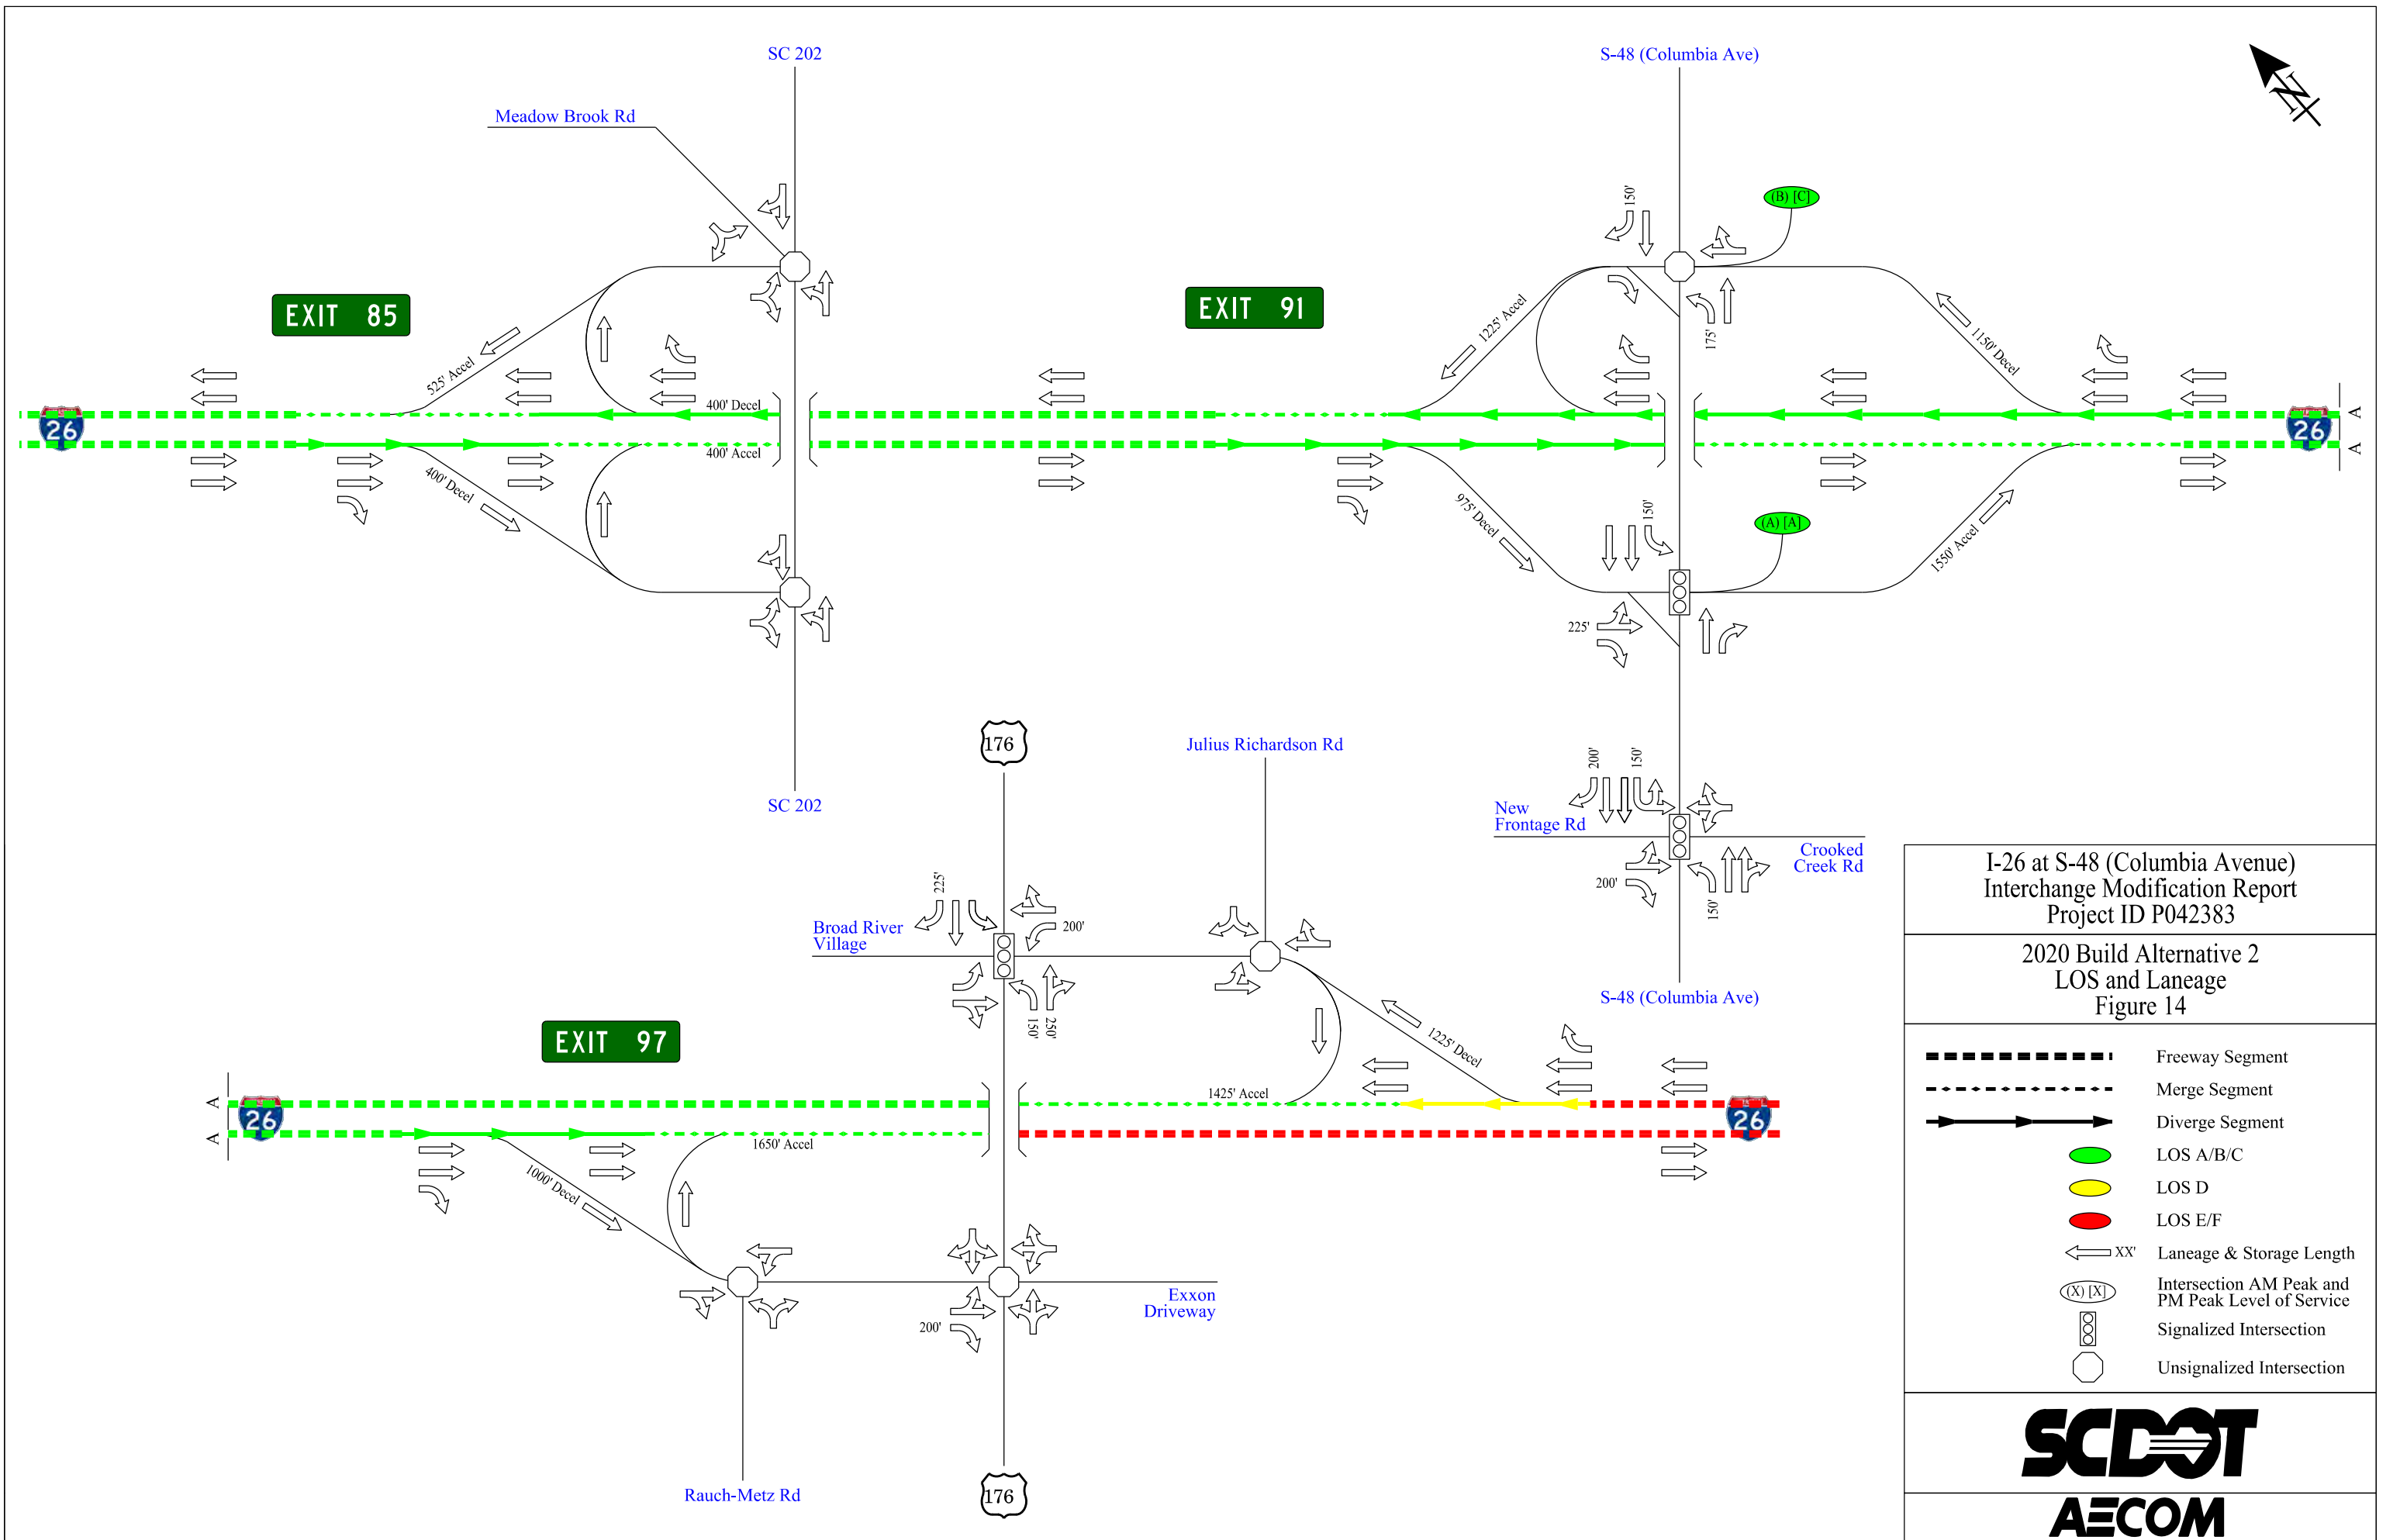 SC 202
S-48 (Columbia Ave)
N
Meadow Brook Rd
150'
(B) [C]
EXIT 85
EXIT 91
525' Accel
1225' Accel
175'
1150' Decel
400' Decel
26
26
A
A
400' Accel
400' Decel
975' Decel
150'
(A) [A]
1550' Accel
225'
SC 202
176
Julius Richardson Rd
200'
150'
New
Frontage Rd
Crooked
Creek Rd
200'
150'
S-48 (Columbia Ave)
225'
200'
Broad River
Village
150'
250'
EXIT 97
1225' Decel
1425' Accel
A
A
26
26
1650' Accel
1000' Decel
Exxon
Driveway
200'
Rauch-Metz Rd
176
I-26 at S-48 (Columbia Avenue)
Interchange Modification Report
Project ID P042383
2020 Build Alternative 2
LOS and Laneage
Figure 14
Freeway Segment
Merge Segment
Diverge Segment
LOS A/B/C
LOS D
LOS E/F
XX' Laneage & Storage Length
(X) [X] Intersection AM Peak and
PM Peak Level of Service
Signalized Intersection
Unsignalized Intersection
SCDOT
AECOM